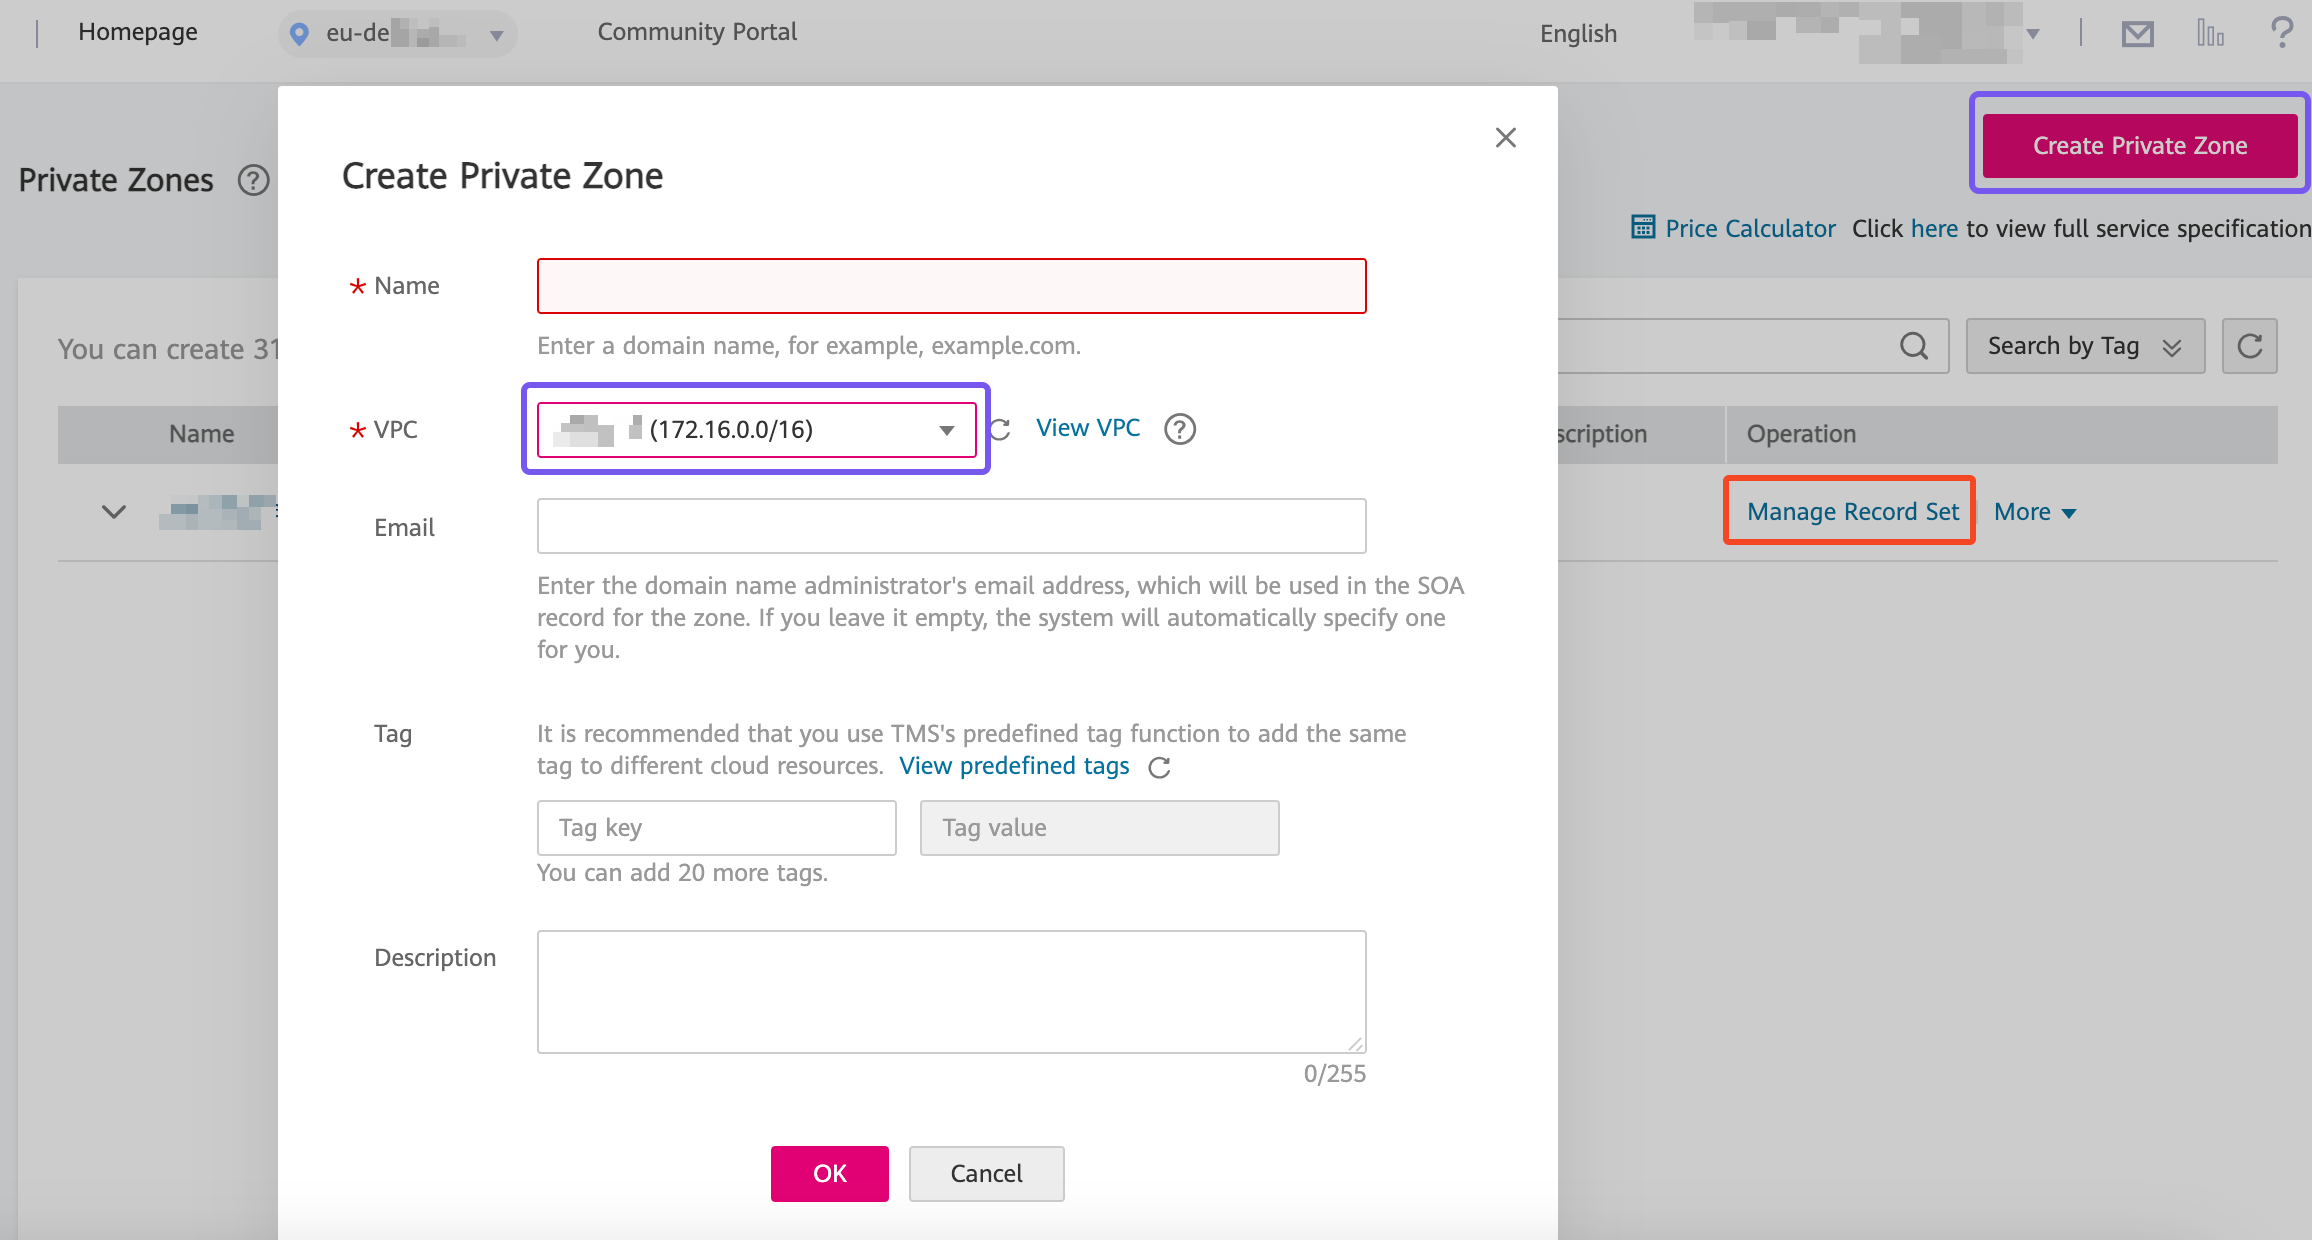 Homepage
eu-de
Community Portal
English
Create Private Zone
Private Zones
Create Private Zone
Price Calculator Click here to view full service specification
* Name
Enter a domain name, for example, example.com.
You can create 31
Search by Tag
* VPC
(172.16.0.0/16)
View VPC
Name
scription
Operation
Manage Record Set
More
Email
Enter the domain name administrator's email address, which will be used in the SOA
record for the zone. If you leave it empty, the system will automatically specify one
for you.
Tag
It is recommended that you use TMS's predefined tag function to add the same
tag to different cloud resources. View predefined tags
Tag key
Tag value
You can add 20 more tags.
Description
0/255
OK
Cancel